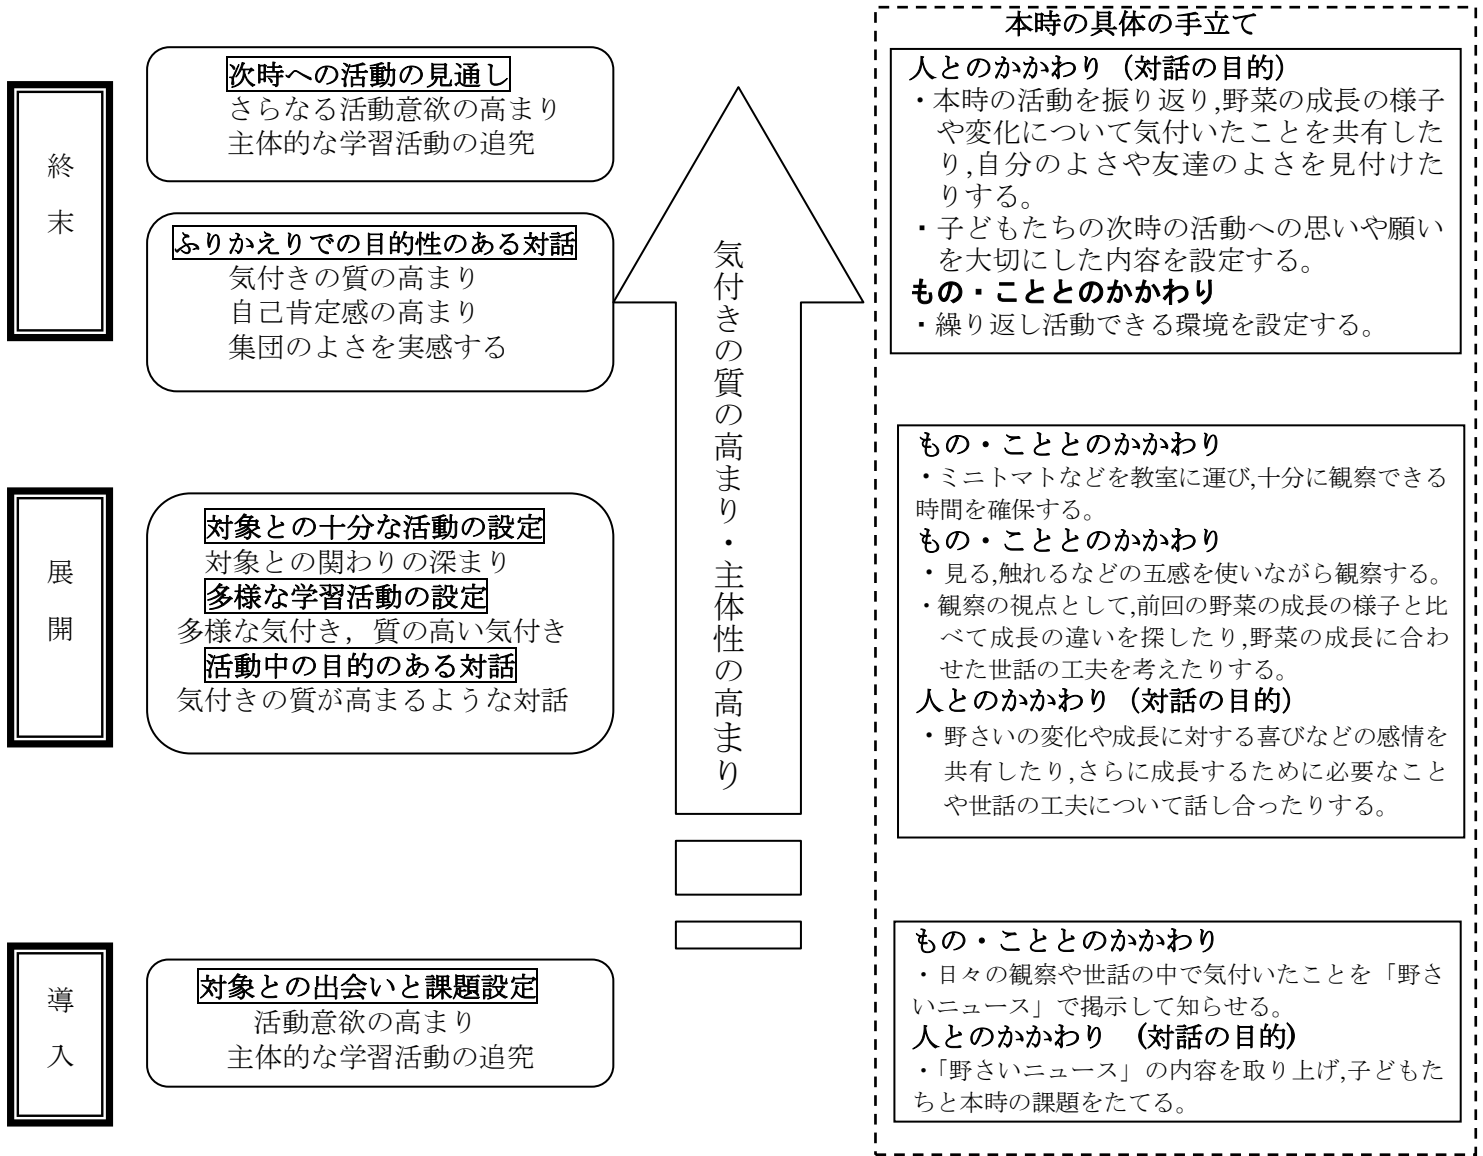 終
末
次時への活動の見通し
さらなる活動意欲の高まり
主体的な学習活動の追究
ふりかえりでの目的性のある対話
気付きの質の高まり
自己肯定感の高まり
集団のよさを実感する
展
開
対象との十分な活動の設定
対象との関わりの深まり
多様な学習活動の設定
多様な気付き，質の高い気付き
活動中の目的のある対話
気付きの質が高まるような対話
導
入
対象との出会いと課題設定
活動意欲の高まり
主体的な学習活動の追究
気付きの質の高まり・主体性の高まり
本時の具体の手立て
人とのかかわり（対話の目的）
・本時の活動を振り返り,野菜の成長の様子
や変化について気付いたことを共有した
り,自分のよさや友達のよさを見付けた
りする。
・子どもたちの次時の活動への思いや願い
を大切にした内容を設定する。
もの・こととのかかわり
・繰り返し活動できる環境を設定する。
もの・こととのかかわり
・ミニトマトなどを教室に運び,十分に観察できる
時間を確保する。
もの・こととのかかわり
・見る,触れるなどの五感を使いながら観察する。
・観察の視点として,前回の野菜の成長の様子と比
べて成長の違いを探したり,野菜の成長に合わ
せた世話の工夫を考えたりする。
人とのかかわり（対話の目的）
・野さいの変化や成長に対する喜びなどの感情を
共有したり,さらに成長するために必要なこと
や世話の工夫について話し合ったりする。
もの・こととのかかわり
・日々の観察や世話の中で気付いたことを「野さ
いニュース」で掲示して知らせる。
人とのかかわり　(対話の目的)
・「野さいニュース」の内容を取り上げ,子どもた
ちと本時の課題をたてる。